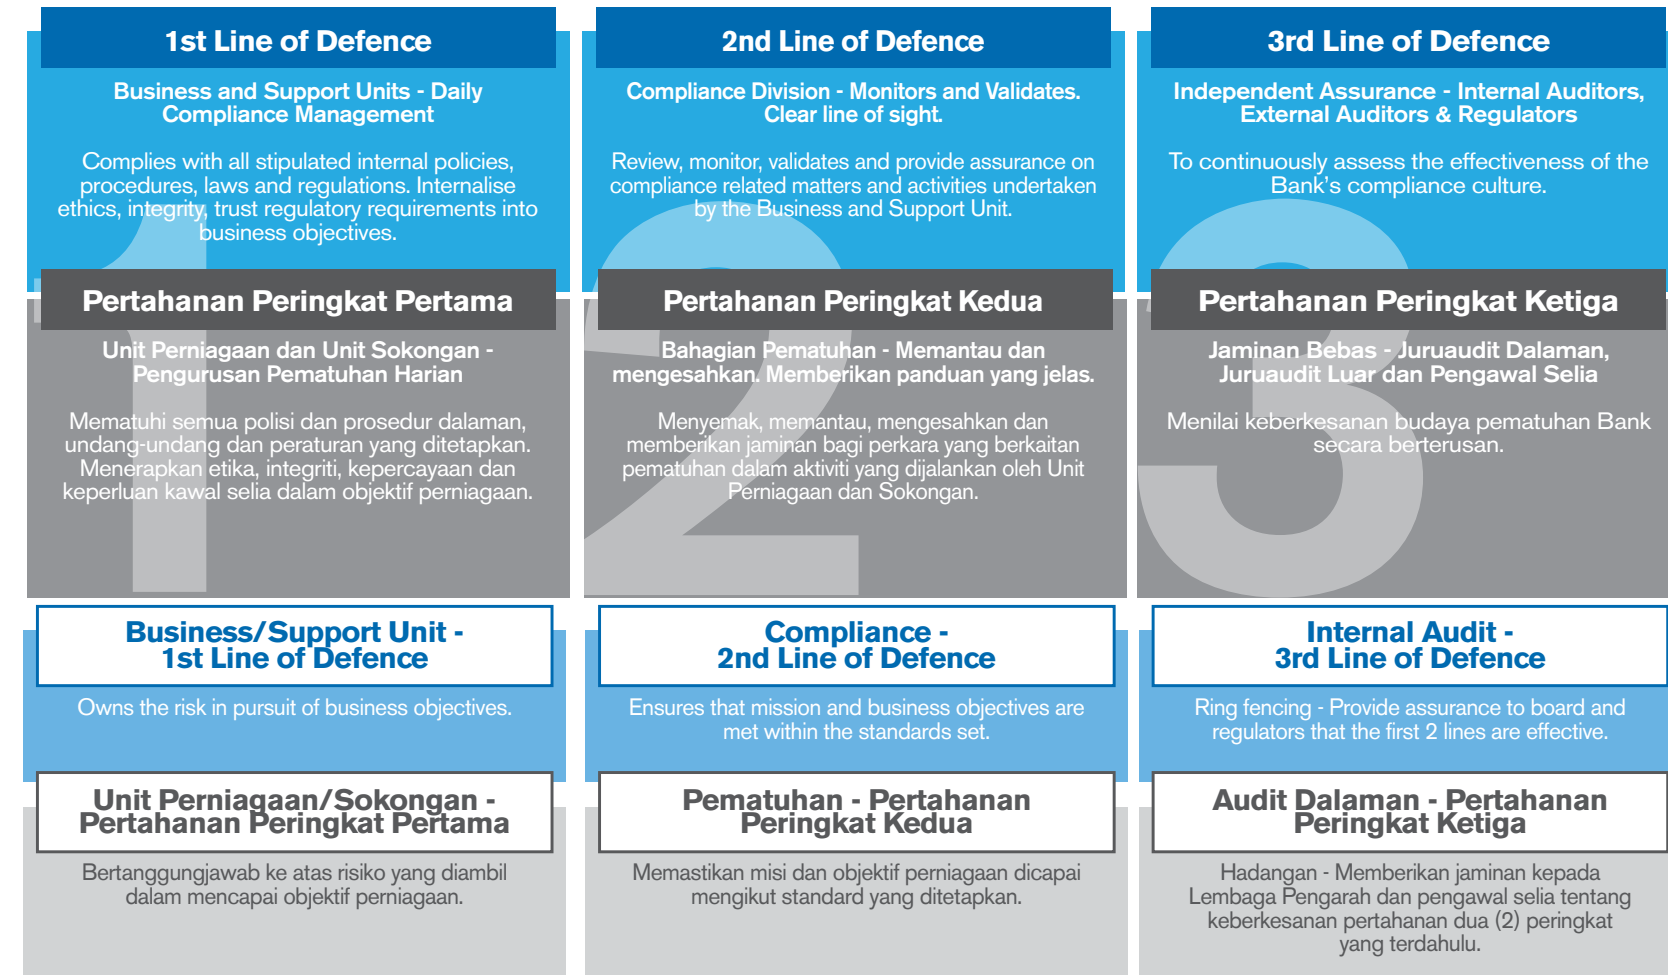 1st Line of Defence
Business and Support Units - Daily
Compliance Management
Complies with all stipulated internal policies,
procedures, laws and regulations. Internalise
ethics, integrity, trust regulatory requirements into
business objectives.
2nd Line of Defence
Compliance Division - Monitors and Validates.
Clear line of sight.
Review, monitor, validates and provide assurance on
compliance related matters and activities undertaken
by the Business and Support Unit.
3rd Line of Defence
Independent Assurance - Internal Auditors,
External Auditors & Regulators
To continuously assess the effectiveness of the
Bank's compliance culture.
1
2
3
Pertahanan Peringkat Pertama
Unit Perniagaan dan Unit Sokongan -
Pengurusan Pematuhan Harian
Mematuhi semua polisi dan prosedur dalaman,
undang-undang dan peraturan yang ditetapkan.
Menerapkan etika, integriti, kepercayaan dan
keperluan kawal selia dalam objektif perniagaan.
Pertahanan Peringkat Kedua
Bahagian Pematuhan - Memantau dan
mengesahkan. Memberikan panduan yang jelas.
Menyemak, memantau, mengesahkan dan
memberikan jaminan bagi perkara yang berkaitan
pematuhan dalam aktiviti yang dijalankan oleh Unit
Perniagaan dan Sokongan.
Pertahanan Peringkat Ketiga
Jaminan Bebas - Juruaudit Dalaman,
Juruaudit Luar dan Pengawal Selia
Menilai keberkesanan budaya pematuhan Bank
secara berterusan.
Business/Support Unit -
1st Line of Defence
Owns the risk in pursuit of business objectives.
Compliance -
2nd Line of Defence
Ensures that mission and business objectives are
met within the standards set.
Internal Audit -
3rd Line of Defence
Ring fencing - Provide assurance to board and
regulators that the first 2 lines are effective.
Unit Perniagaan/Sokongan -
Pertahanan Peringkat Pertama
Bertanggungjawab ke atas risiko yang diambil
dalam mencapai objektif perniagaan.
Pematuhan - Pertahanan
Peringkat Kedua
Memastikan misi dan objektif perniagaan dicapai
mengikut standard yang ditetapkan.
Audit Dalaman - Pertahanan
Peringkat Ketiga
Hadangan - Memberikan jaminan kepada
Lembaga Pengarah dan pengawal selia tentang
keberkesanan pertahanan dua (2) peringkat
yang terdahulu.